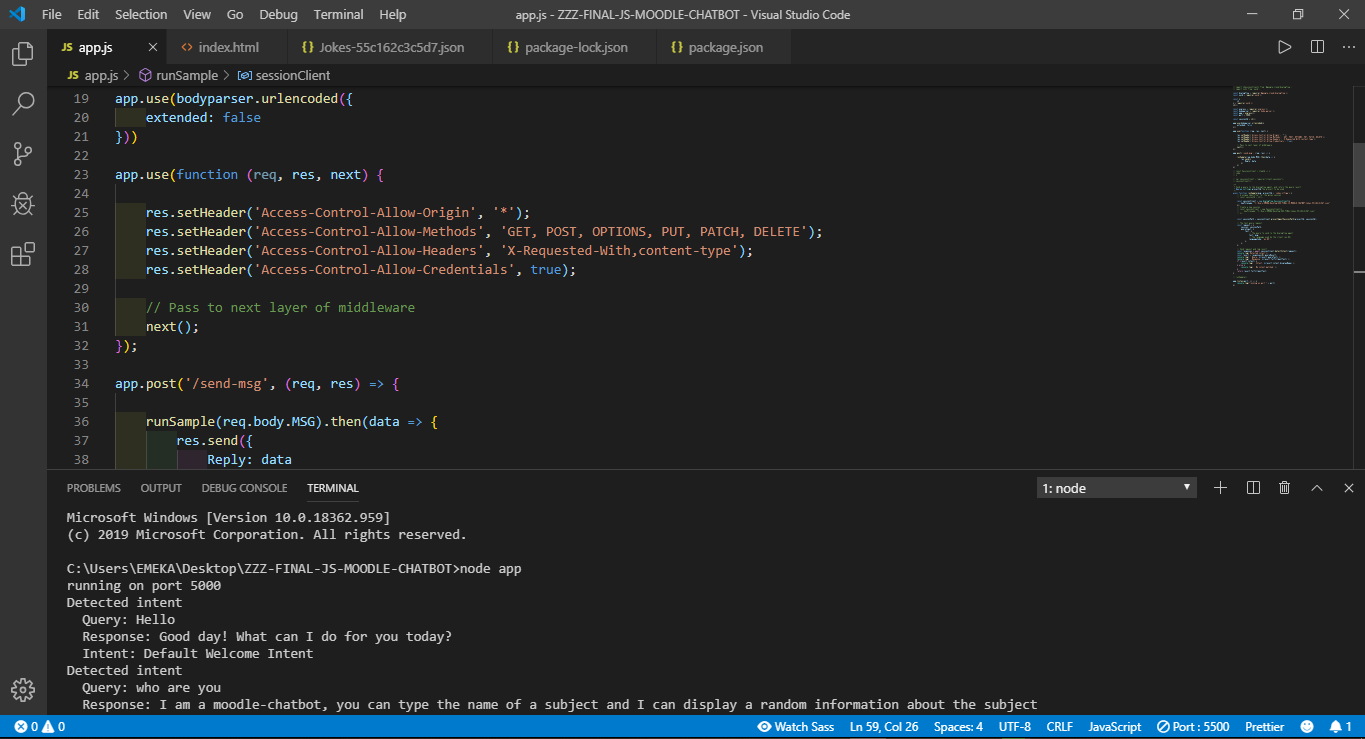 File Edit Selection View Go Debug Terminal Help app.js - ZZZ-FINAL-JS-MOODLE-CHATBOT - Visual Studio Code
JS app.js index.html {} Jokes-55c162c3c5d7.json {} package-lock.json {} package.json
JS app.js > runSample > sessionClient
19 app.use(bodyparser.urlencoded({
20 extended: false
21 }))
22
23 app.use(function (req, res, next) {
24
25 res.setHeader('Access-Control-Allow-Origin', '*');
26 res.setHeader('Access-Control-Allow-Methods', 'GET, POST, OPTIONS, PUT, PATCH, DELETE');
27 res.setHeader('Access-Control-Allow-Headers', 'X-Requested-With,content-type');
28 res.setHeader('Access-Control-Allow-Credentials', true);
29
30 // Pass to next layer of middleware
31 next();
32 });
33
34 app.post('/send-msg', (req, res) => {
35
36 runSample(req.body.MSG).then(data => {
37 res.send({
38 Reply: data
PROBLEMS OUTPUT DEBUG CONSOLE TERMINAL 1: node
Microsoft Windows [Version 10.0.18362.959]
(c) 2019 Microsoft Corporation. All rights reserved.
C:\Users\EMEKA\Desktop\ZZZ-FINAL-JS-MOODLE-CHATBOT>node app
running on port 5000
Detected intent
Query: Hello
Response: Good day! What can I do for you today?
Intent: Default Welcome Intent
Detected intent
Query: who are you
Response: I am a moodle-chatbot, you can type the name of a subject and I can display a random information about the subject
0 0 Watch Sass Ln 59, Col 26 Spaces: 4 UTF-8 CRLF JavaScript Port : 5500 Prettier 1